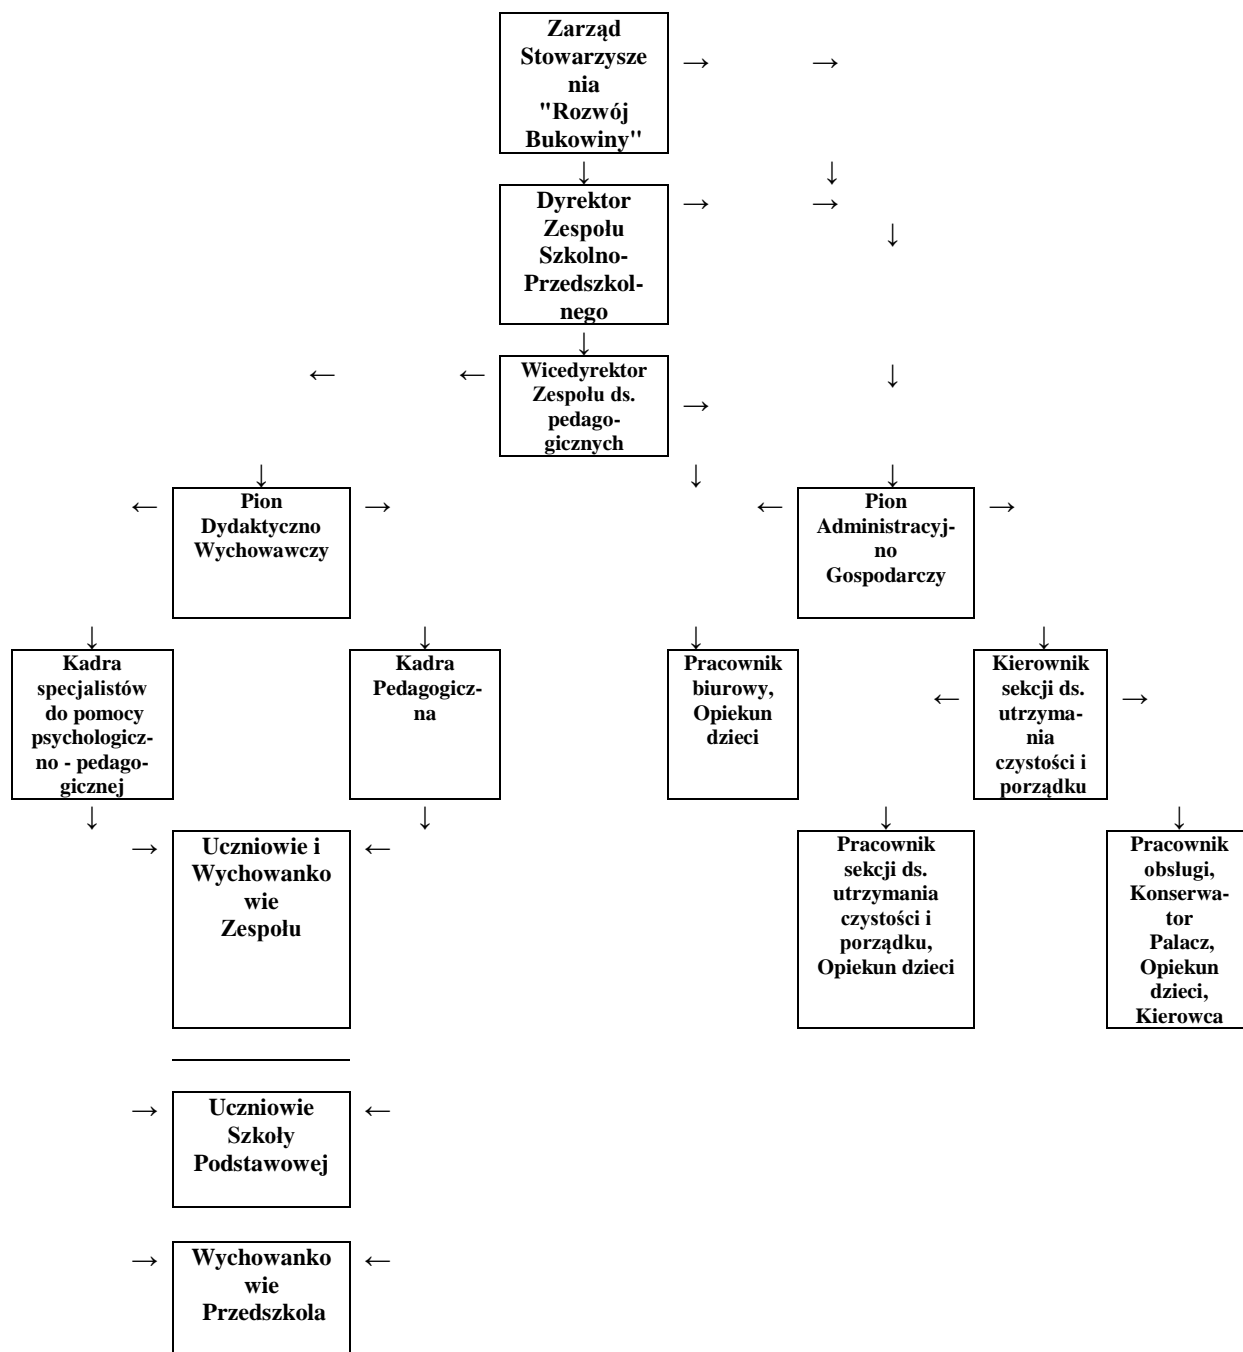 Zarząd
Stowarzysze
nia
"Rozwój
Bukowiny"
Dyrektor
Zespołu
Szkolno-
Przedszkol-
nego
Wicedyrektor
Zespołu ds.
pedago-
gicznych
Pion
Dydaktyczno
Wychowawczy
Pion
Administracyj-
no
Gospodarczy
Kadra
specjalistów
do pomocy
psychologicz-
no - pedago-
gicznej
Kadra
Pedagogicz-
na
Pracownik
biurowy,
Opiekun
dzieci
Kierownik
sekcji ds.
utrzyma-
nia
czystości i
porządku
Uczniowie i
Wychowanko
wie
Zespołu
Pracownik
sekcji ds.
utrzymania
czystości i
porządku,
Opiekun dzieci
Pracownik
obsługi,
Konserwa-
tor
Palacz,
Opiekun
dzieci,
Kierowca
Uczniowie
Szkoły
Podstawowej
Wychowanko
wie
Przedszkola